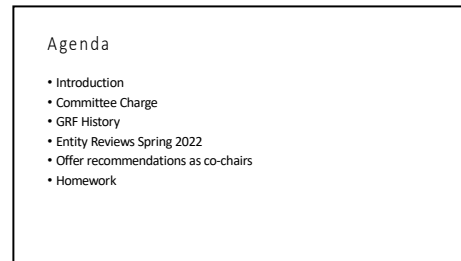 Agenda
• Introduction
• Committee Charge
• GRF History
• Entity Reviews Spring 2022
• Offer recommendations as co-chairs
• Homework